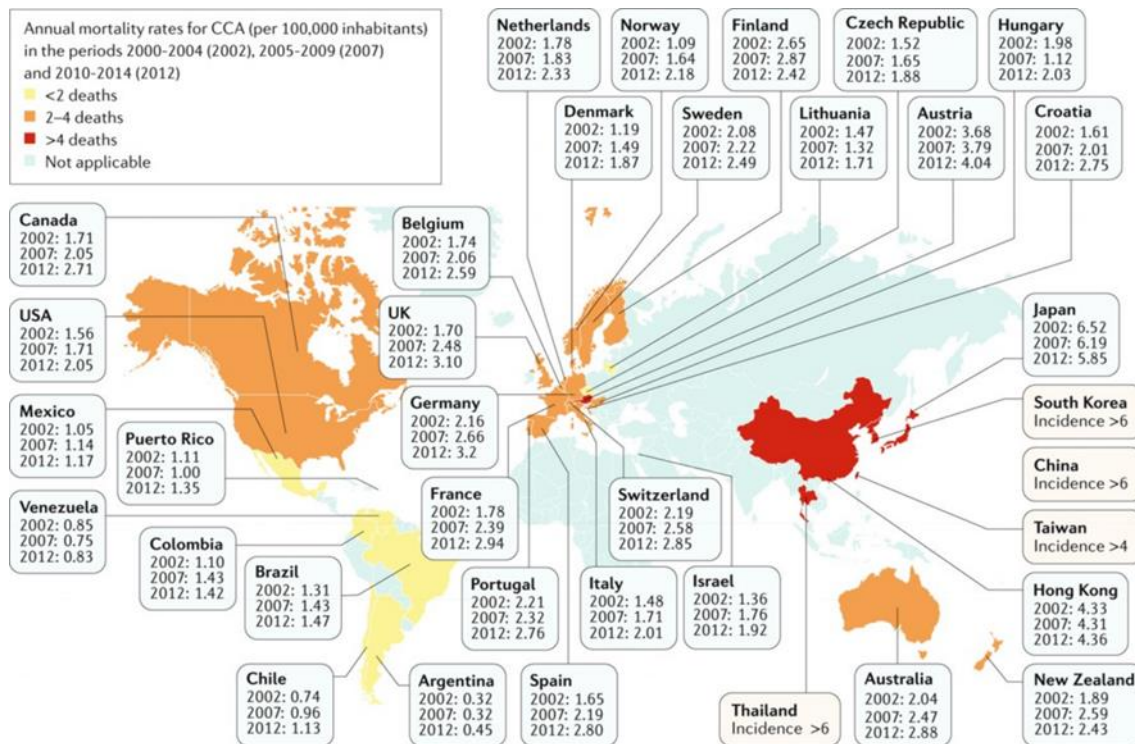 Annual mortality rates for CCA (per 100,000 inhabitants)
in the periods 2000-2004 (2002), 2005-2009 (2007)
and 2010-2014 (2012)
<2 deaths
2–4 deaths
>4 deaths
Not applicable
Netherlands
2002: 1.78
2007: 1.83
2012: 2.33
Norway
2002: 1.09
2007: 1.64
2012: 2.18
Finland
2002: 2.65
2007: 2.87
2012: 2.42
Czech Republic
2002: 1.52
2007: 1.65
2012: 1.88
Hungary
2002: 1.98
2007: 1.12
2012: 2.03
Denmark
2002: 1.19
2007: 1.49
2012: 1.87
Sweden
2002: 2.08
2007: 2.22
2012: 2.49
Lithuania
2002: 1.47
2007: 1.32
2012: 1.71
Austria
2002: 3.68
2007: 3.79
2012: 4.04
Croatia
2002: 1.61
2007: 2.01
2012: 2.75
Canada
2002: 1.71
2007: 2.05
2012: 2.71
Belgium
2002: 1.74
2007: 2.06
2012: 2.59
USA
2002: 1.56
2007: 1.71
2012: 2.05
UK
2002: 1.70
2007: 2.48
2012: 3.10
Japan
2002: 6.52
2007: 6.19
2012: 5.85
Germany
2002: 2.16
2007: 2.66
2012: 3.2
South Korea
Incidence >6
Mexico
2002: 1.05
2007: 1.14
2012: 1.17
Puerto Rico
2002: 1.11
2007: 1.00
2012: 1.35
China
Incidence >6
France
2002: 1.78
2007: 2.39
2012: 2.94
Switzerland
2002: 2.19
2007: 2.58
2012: 2.85
Venezuela
2002: 0.85
2007: 0.75
2012: 0.83
Taiwan
Incidence >4
Colombia
2002: 1.10
2007: 1.43
2012: 1.42
Brazil
2002: 1.31
2007: 1.43
2012: 1.47
Portugal
2002: 2.21
2007: 2.32
2012: 2.76
Italy
2002: 1.48
2007: 1.71
2012: 2.01
Israel
2002: 1.36
2007: 1.76
2012: 1.92
Hong Kong
2002: 4.33
2007: 4.31
2012: 4.36
Chile
2002: 0.74
2007: 0.96
2012: 1.13
Argentina
2002: 0.32
2007: 0.32
2012: 0.45
Spain
2002: 1.65
2007: 2.19
2012: 2.80
Thailand
Incidence >6
Australia
2002: 2.04
2007: 2.47
2012: 2.88
New Zealand
2002: 1.89
2007: 2.59
2012: 2.43